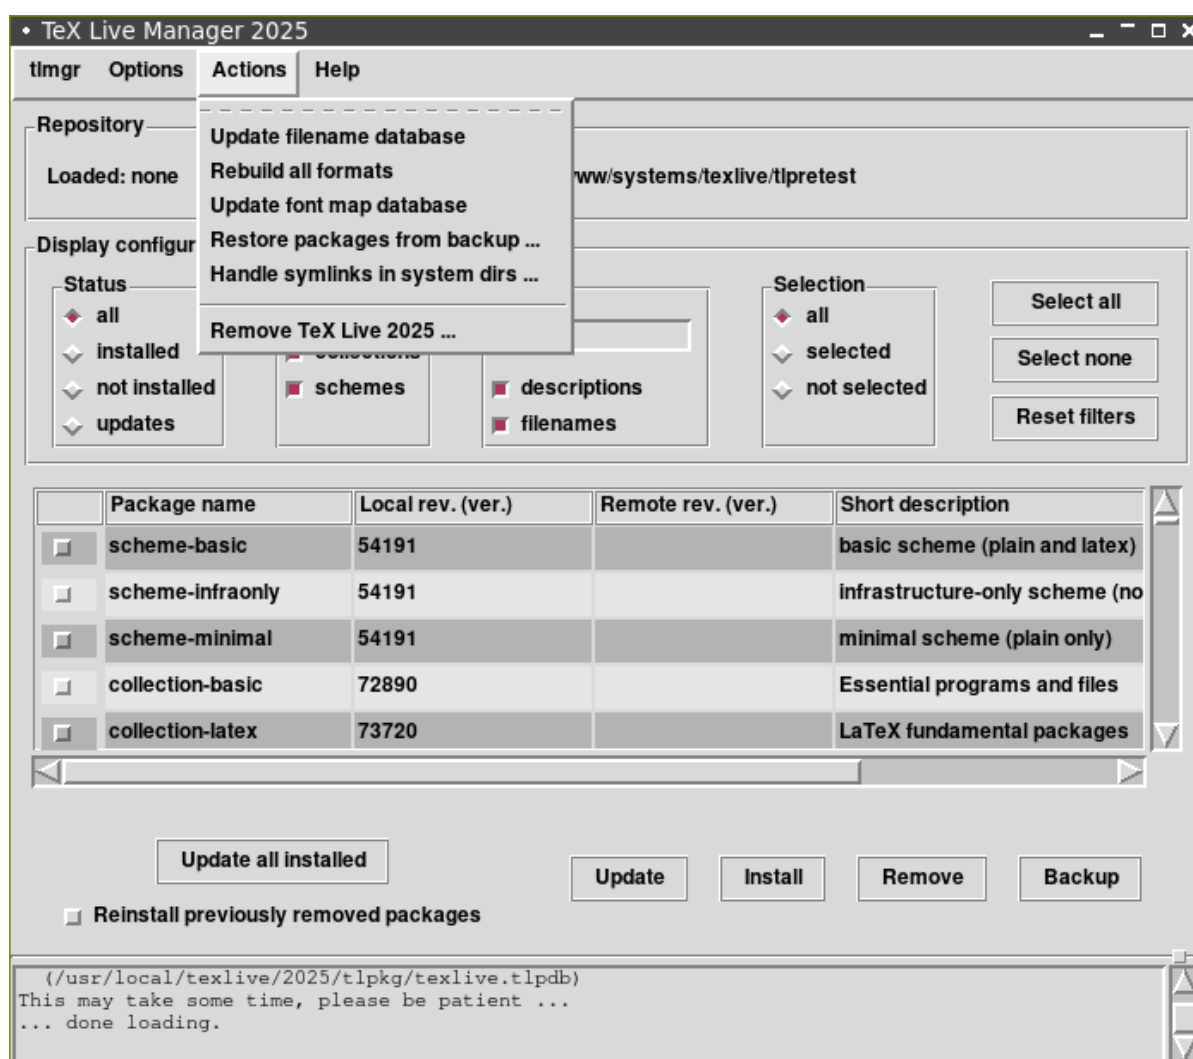 TeX Live Manager 2025
tlmgr Options Actions Help
Update filename database
Rebuild all formats
Update font map database
Restore packages from backup ...
Handle symlinks in system dirs ...
Remove TeX Live 2025 ...
Repository
Loaded: none /systems/texlive/tlpretest
Display
Status
all
installed
not installed
updates
collections
schemes
descriptions
filenames
Selection
all
selected
not selected
Select all
Select none
Reset filters
Package name Local rev. (ver.) Remote rev. (ver.) Short description
scheme-basic 54191 basic scheme (plain and latex)
scheme-infraonly 54191 infrastructure-only scheme (no
scheme-minimal 54191 minimal scheme (plain only)
collection-basic 72890 Essential programs and files
collection-latex 73720 LaTeX fundamental packages
Update all installed
Reinstall previously removed packages
Update Install Remove Backup
(/usr/local/texlive/2025/tlpkg/texlive.tlpdb)
This may take some time, please be patient ...
... done loading.